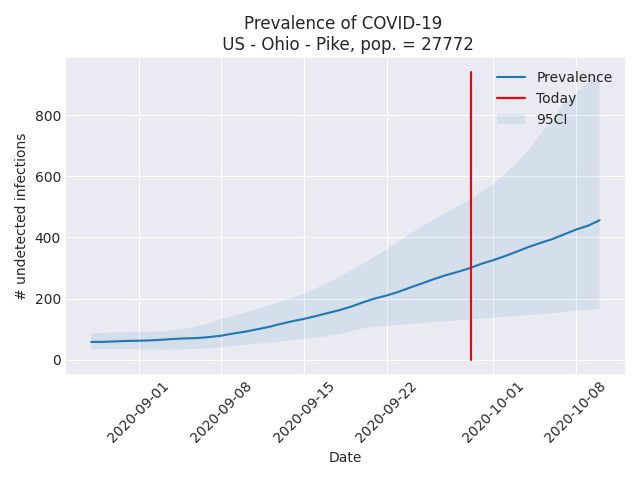 Prevalence of COVID-19
US - Ohio - Pike, pop. = 27772
Prevalence
Today
95CI
# undetected infections
800
600
400
200
0
2020-09-01
2020-09-08
2020-09-15
2020-09-22
2020-10-01
2020-10-08
Date